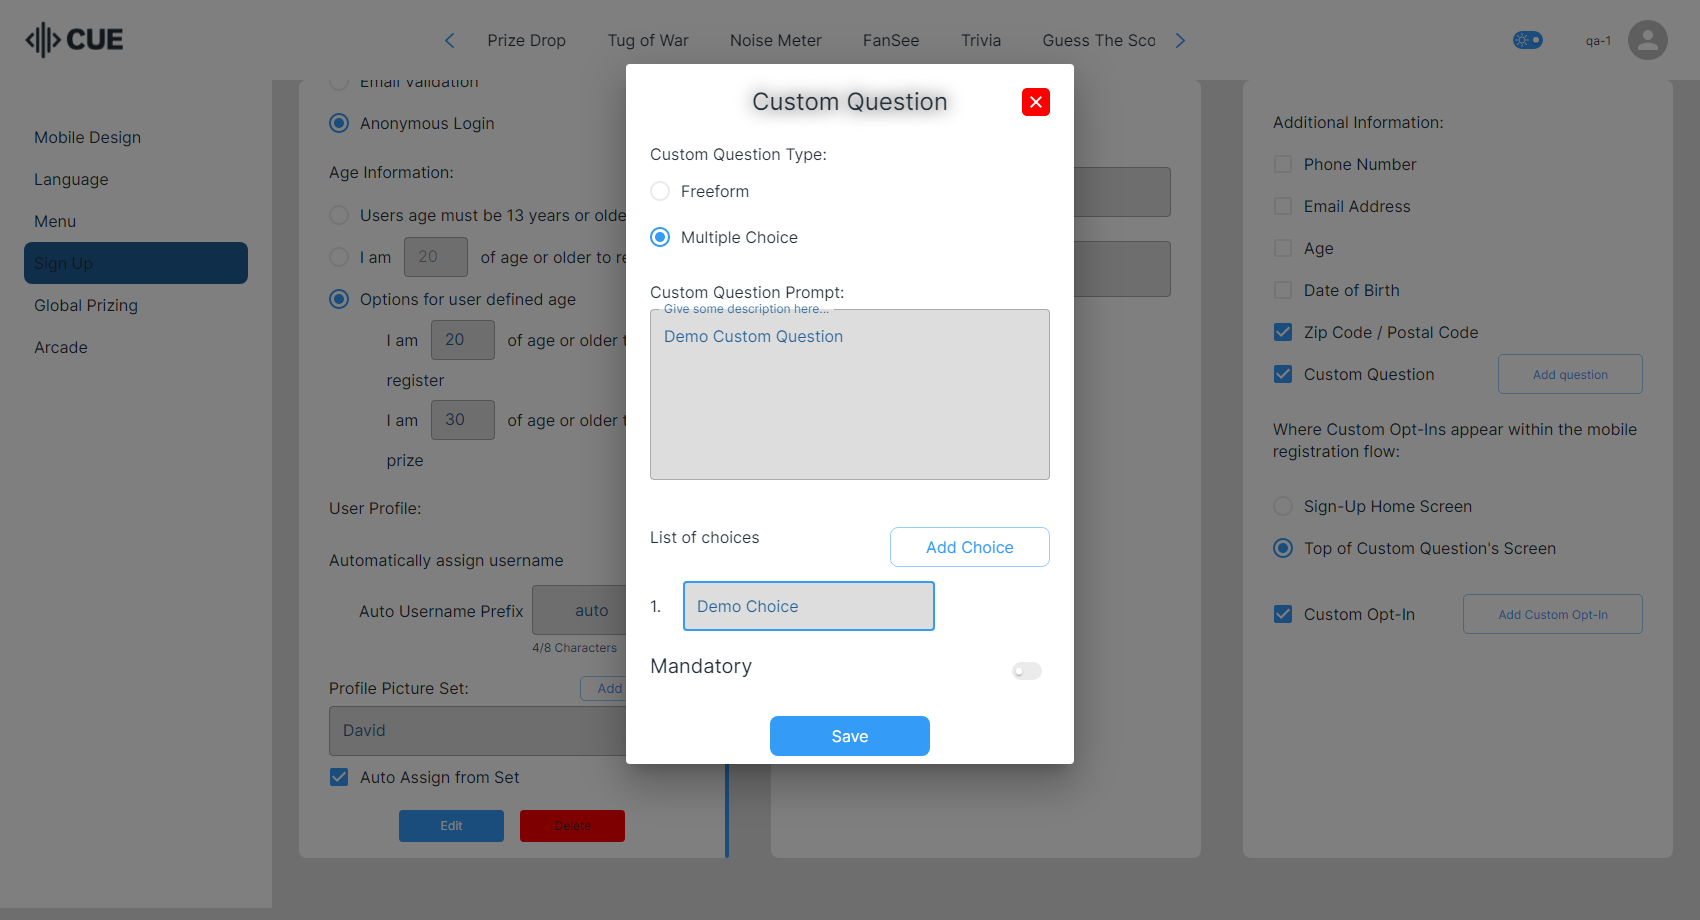 CUE
Prize Drop
Tug of War
Noise Meter
FanSee
Trivia
Guess The Sco
qa-1
Mobile Design
Language
Menu
Sign Up
Global Prizing
Arcade
Email Validation
Anonymous Login
Age Information:
Users age must be 13 years or olde
I am 20 of age or older to re
Options for user defined age
I am 20 of age or older t
register
I am 30 of age or older t
prize
User Profile:
Automatically assign username
Auto Username Prefix auto
4/8 Characters
Profile Picture Set: Add
David
Auto Assign from Set
Edit
Delete
Custom Question
Custom Question Type:
Freeform
Multiple Choice
Custom Question Prompt:
Give some description here...
Demo Custom Question
List of choices
Add Choice
1. Demo Choice
Mandatory
Save
Additional Information:
Phone Number
Email Address
Age
Date of Birth
Zip Code / Postal Code
Custom Question
Add question
Where Custom Opt-Ins appear within the mobile
registration flow:
Sign-Up Home Screen
Top of Custom Question's Screen
Custom Opt-In
Add Custom Opt-In